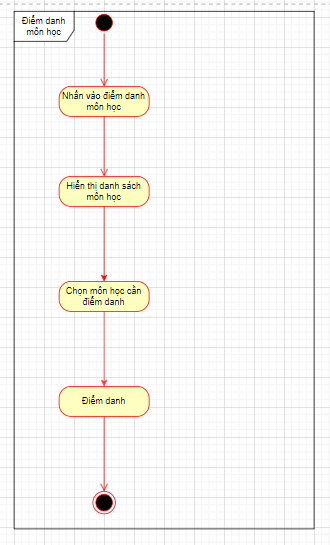 Điểm danh
môn học
Nhấn vào điểm danh
môn học
Hiển thị danh sách
môn học
Chọn môn học cần
điểm danh
Điểm danh